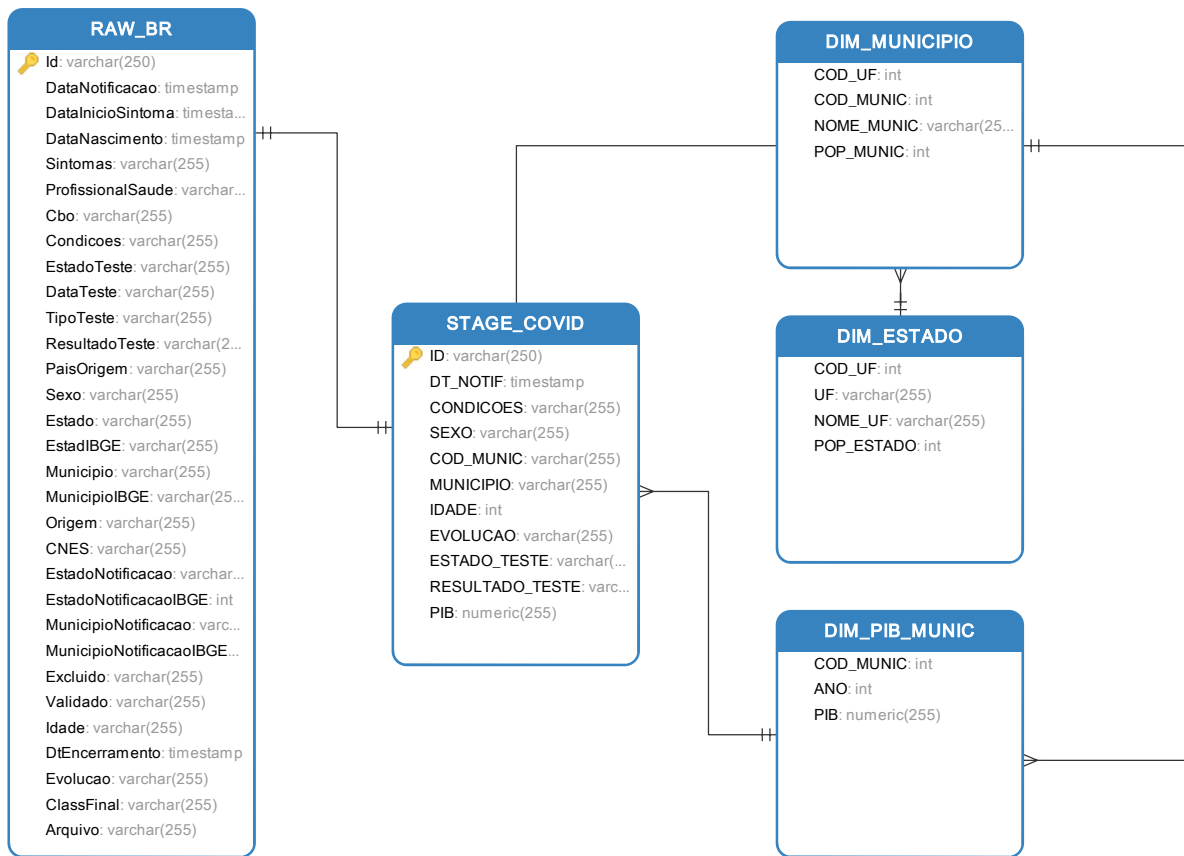 RAW_BR
Id: varchar(250)
DataNotificacao: timestamp
DataInicioSintoma: timesta...
DataNascimento: timestamp
Sintomas: varchar(255)
ProfissionalSaude: varchar...
Cbo: varchar(255)
Condicoes: varchar(255)
EstadoTeste: varchar(255)
DataTeste: varchar(255)
TipoTeste: varchar(255)
ResultadoTeste: varchar(2...
PaisOrigem: varchar(255)
Sexo: varchar(255)
Estado: varchar(255)
EstadIBGE: varchar(255)
Municipio: varchar(255)
MunicipioIBGE: varchar(25...
Origem: varchar(255)
CNES: varchar(255)
EstadoNotificacao: varchar...
EstadoNotificacaoIBGE: int
MunicipioNotificacao: varc...
MunicipioNotificacaoIBGE...
Excluido: varchar(255)
Validado: varchar(255)
Idade: varchar(255)
DtEncerramento: timestamp
Evolucao: varchar(255)
ClassFinal: varchar(255)
Arquivo: varchar(255)
STAGE_COVID
ID: varchar(250)
DT_NOTIF: timestamp
CONDICOES: varchar(255)
SEXO: varchar(255)
COD_MUNIC: varchar(255)
MUNICIPIO: varchar(255)
IDADE: int
EVOLUCAO: varchar(255)
ESTADO_TESTE: varchar(...
RESULTADO_TESTE: varc...
PIB: numeric(255)
DIM_MUNICIPIO
COD_UF: int
COD_MUNIC: int
NOME_MUNIC: varchar(25...
POP_MUNIC: int
DIM_ESTADO
COD_UF: int
UF: varchar(255)
NOME_UF: varchar(255)
POP_ESTADO: int
DIM_PIB_MUNIC
COD_MUNIC: int
ANO: int
PIB: numeric(255)